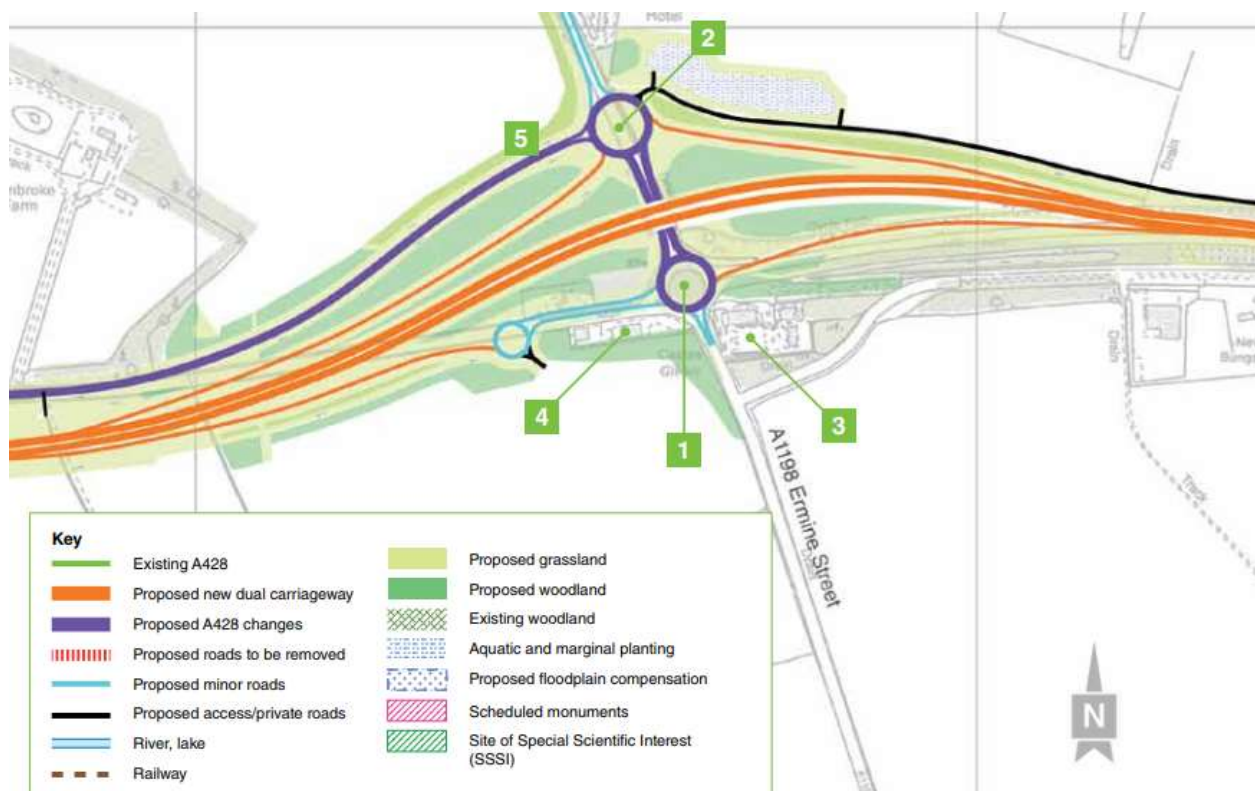 Hotel
2
5
Track
Farm
Drain
1
4
3
A1198 Ermine Street
Drain
Track
Key
Existing A428
Proposed new dual carriageway
Proposed A428 changes
Proposed roads to be removed
Proposed minor roads
Proposed access/private roads
River, lake
Railway
Proposed grassland
Proposed woodland
Existing woodland
Aquatic and marginal planting
Proposed floodplain compensation
Scheduled monuments
Site of Special Scientific Interest
(SSSI)
N